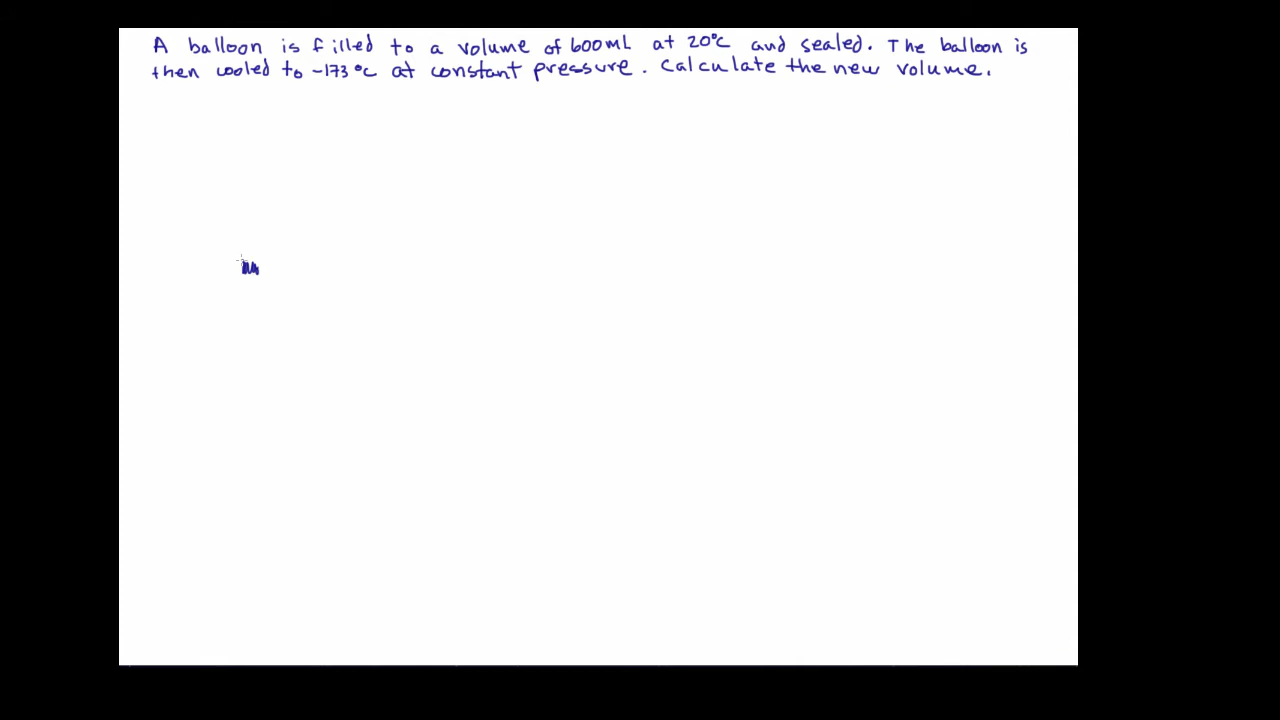 A balloon is filled to a volume of 600mL at 20°C and sealed. The balloon is
then cooled to -173°C at constant pressure. Calculate the new volume.